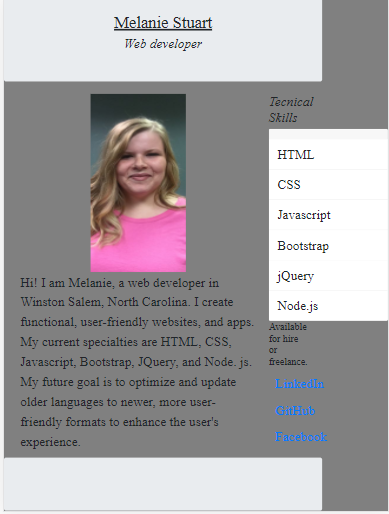 Melanie Stuart
Web developer
Hi! I am Melanie, a web developer in
Winston Salem, North Carolina. I create
functional, user-friendly websites, and apps.
My current specialties are HTML, CSS,
Javascript, Bootstrap, JQuery, and Node. js.
My future goal is to optimize and update
older languages to newer, more user-
friendly formats to enhance the user's
experience.
Tecnical
Skills
HTML
CSS
Javascript
Bootstrap
jQuery
Node.js
Available
for hire
or
freelance.
LinkedIn
GitHub
Facebook